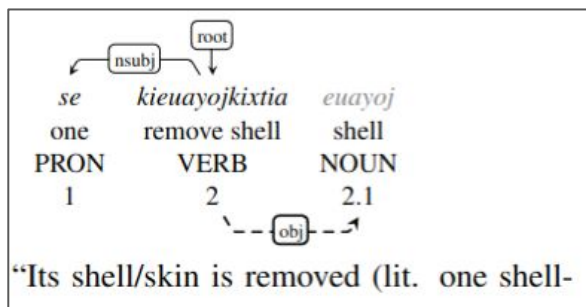 root
nsubj
se kieuayojkixtia euayoj
one remove shell shell
PRON VERB NOUN
1 2 2.1
obj
“Its shell/skin is removed (lit. one shell-